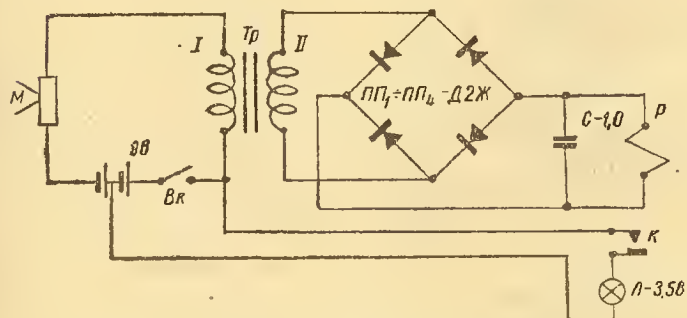 I
Тр
II
М
ПП₁÷ПП₄-Д2Ж
С-1,0
Р
9В
Вк
К
Л-3,5В